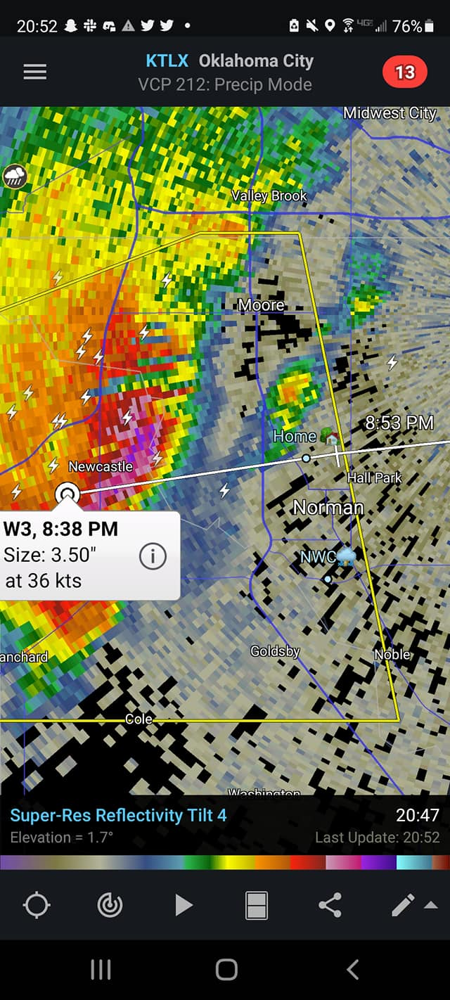 20:52
4GE 76%
KTLX Oklahoma City
VCP 212: Precip Mode
13
Midwest City
Valley Brook
Moore
Home
8:53 PM
Newcastle
Hall Park
Norman
W3, 8:38 PM
Size: 3.50"
at 36 kts
NWC
anchard
Goldsby
Noble
Cole
Washington
Super-Res Reflectivity Tilt 4
20:47
Elevation = 1.7°
Last Update: 20:52